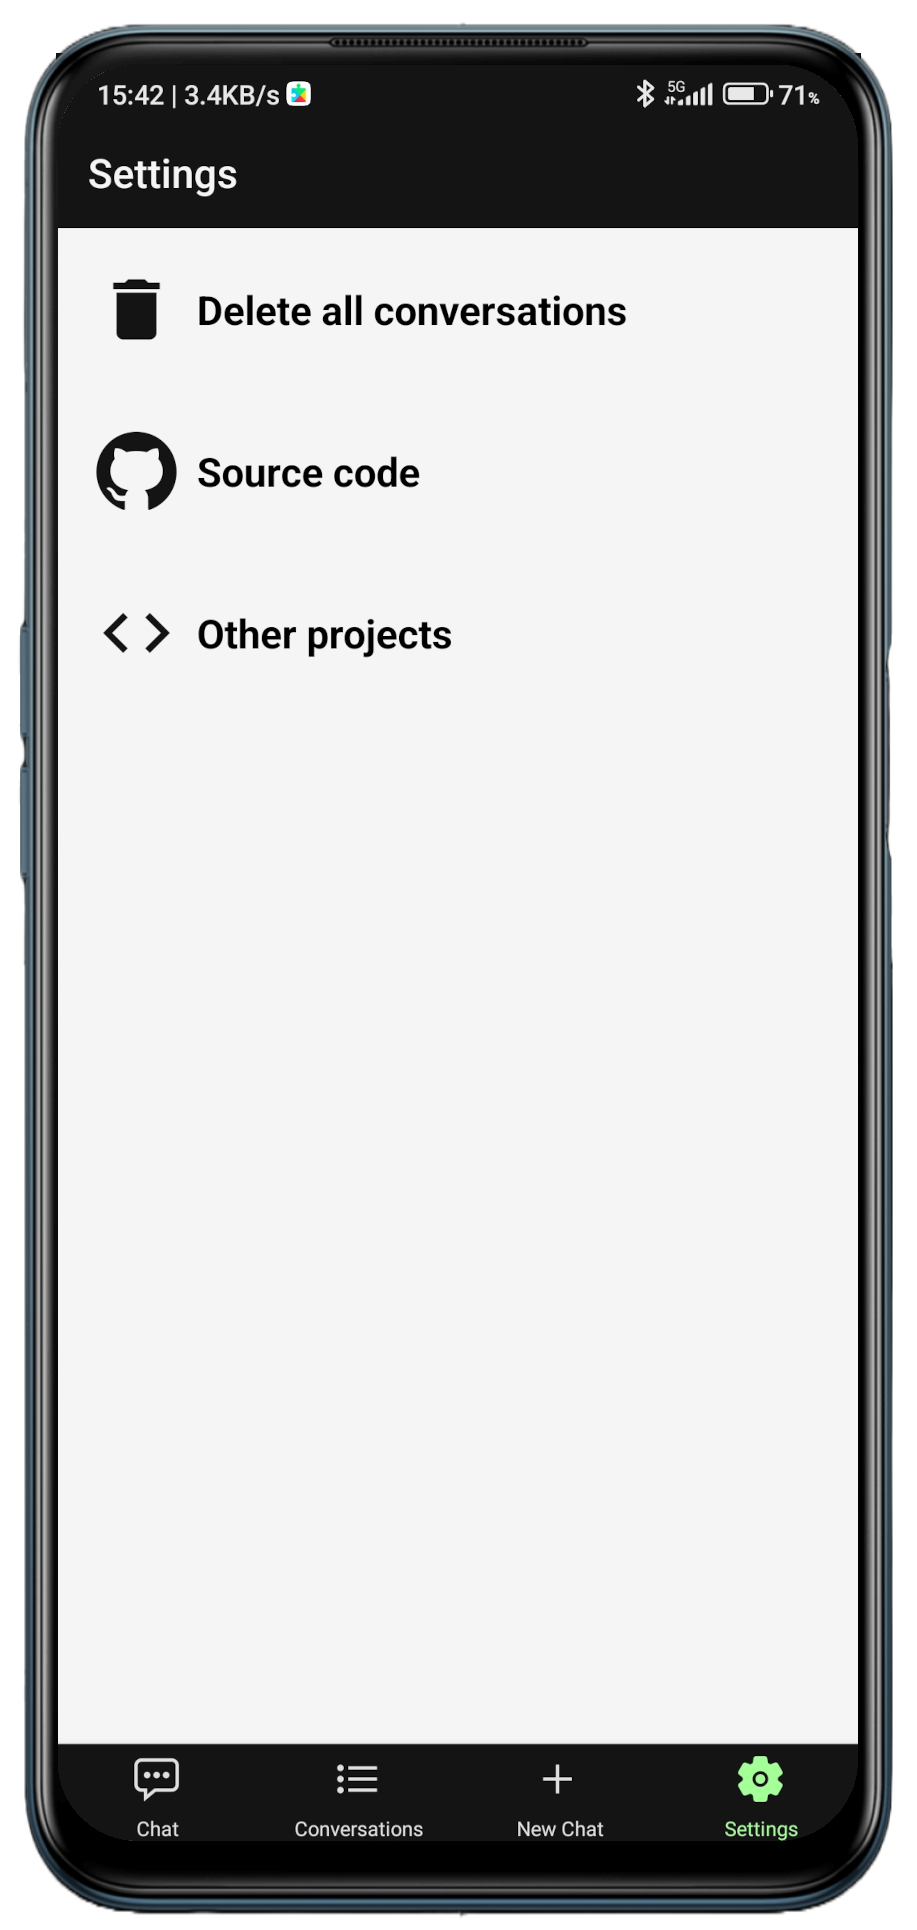 15:42 | 3.4KB/s 5G 71%
Settings
Delete all conversations
Source code
Other projects
Chat Conversations New Chat Settings